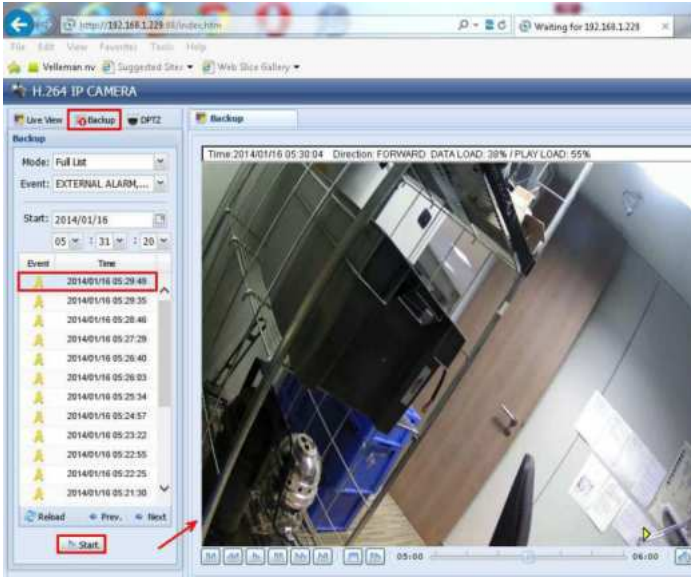 http://192.168.1.229:88/index.htm
Waiting for 192.168.1.229
File Edit View Favorites Tools Help
Velleman nv Suggested Sites Web Slice Gallery
H.264 IP CAMERA
Live View Backup DPTZ
Backup
Backup
Mode: Full List
Event: EXTERNAL ALARM,...
Start: 2014/01/16
05 : 31 : 20
Event Time
2014/01/16 05:29:49
2014/01/16 05:29:35
2014/01/16 05:28:46
2014/01/16 05:27:29
2014/01/16 05:26:40
2014/01/16 05:26:03
2014/01/16 05:25:34
2014/01/16 05:24:57
2014/01/16 05:23:22
2014/01/16 05:22:55
2014/01/16 05:22:25
2014/01/16 05:21:30
Reload Prev. Next
Start
Time:2014/01/16 05:30:04 Direction: FORWARD DATA LOAD: 38% / PLAY LOAD: 55%
05:00 06:00